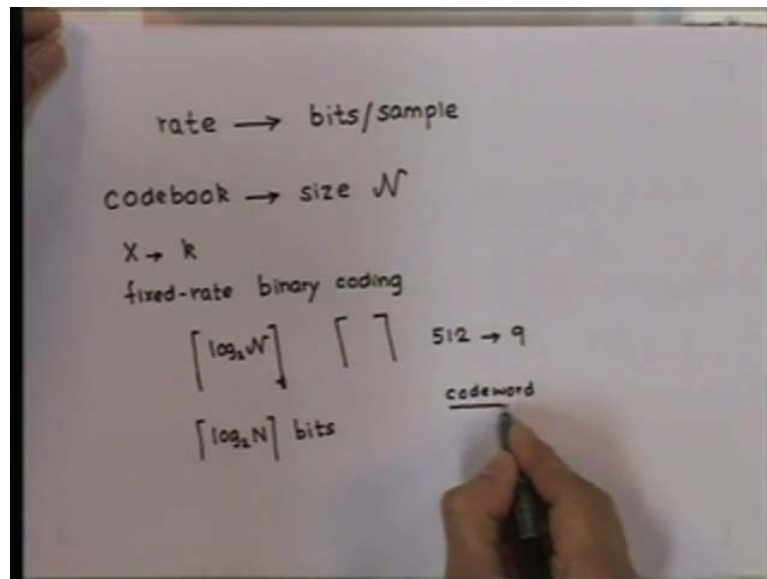 rate → bits/sample
codebook → size N
X → k
fixed-rate binary coding
⌈log₂N⌉ ⌈ ⌉ 512 → 9
codeword
⌈log₂N⌉ bits